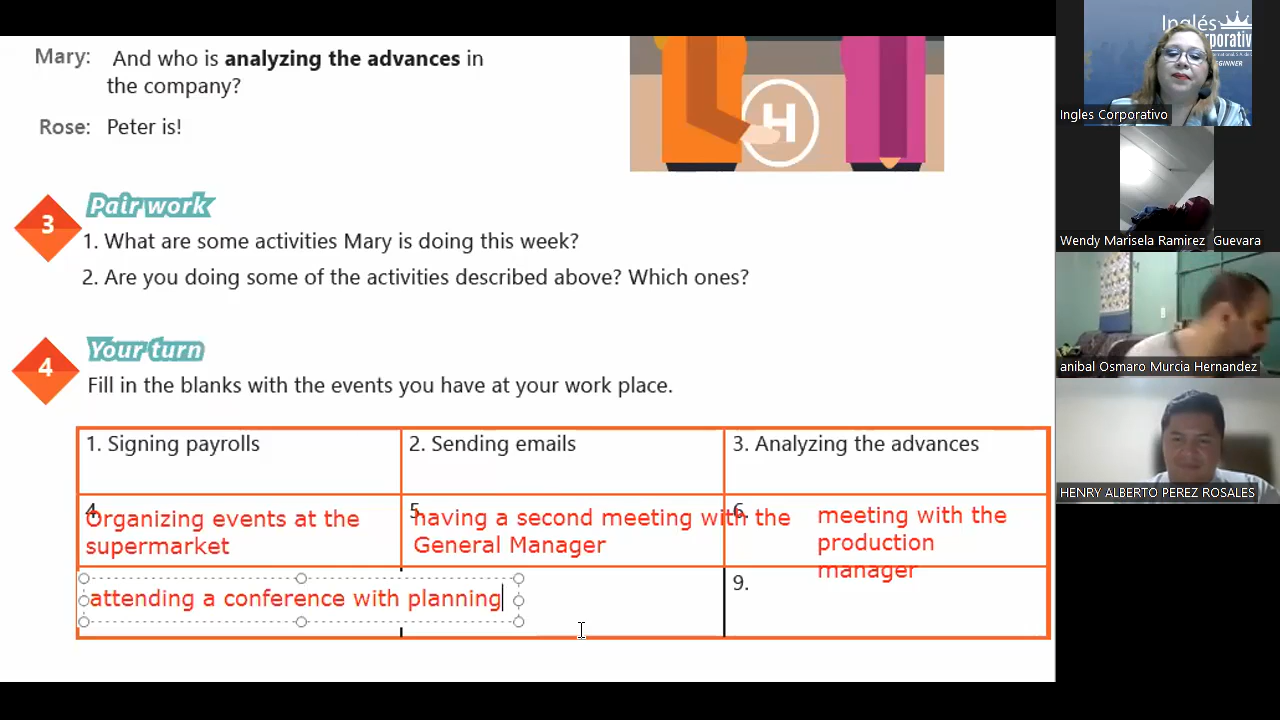 Mary: And who is analyzing the advances in
the company?
Rose: Peter is!
H
3
Pair work
1. What are some activities Mary is doing this week?
2. Are you doing some of the activities described above? Which ones?
4
Your turn
Fill in the blanks with the events you have at your work place.
1. Signing payrolls
2. Sending emails
3. Analyzing the advances
4.
Organizing events at the
supermarket
5.
having a second meeting with the
General Manager
6.
meeting with the
production
manager
attending a conference with planning
9.
Inglés
Corporativ
Ingles Corporativo
Wendy Marisela Ramirez Guevara
anibal Osmaro Murcia Hernandez
HENRY ALBERTO PEREZ ROSALES